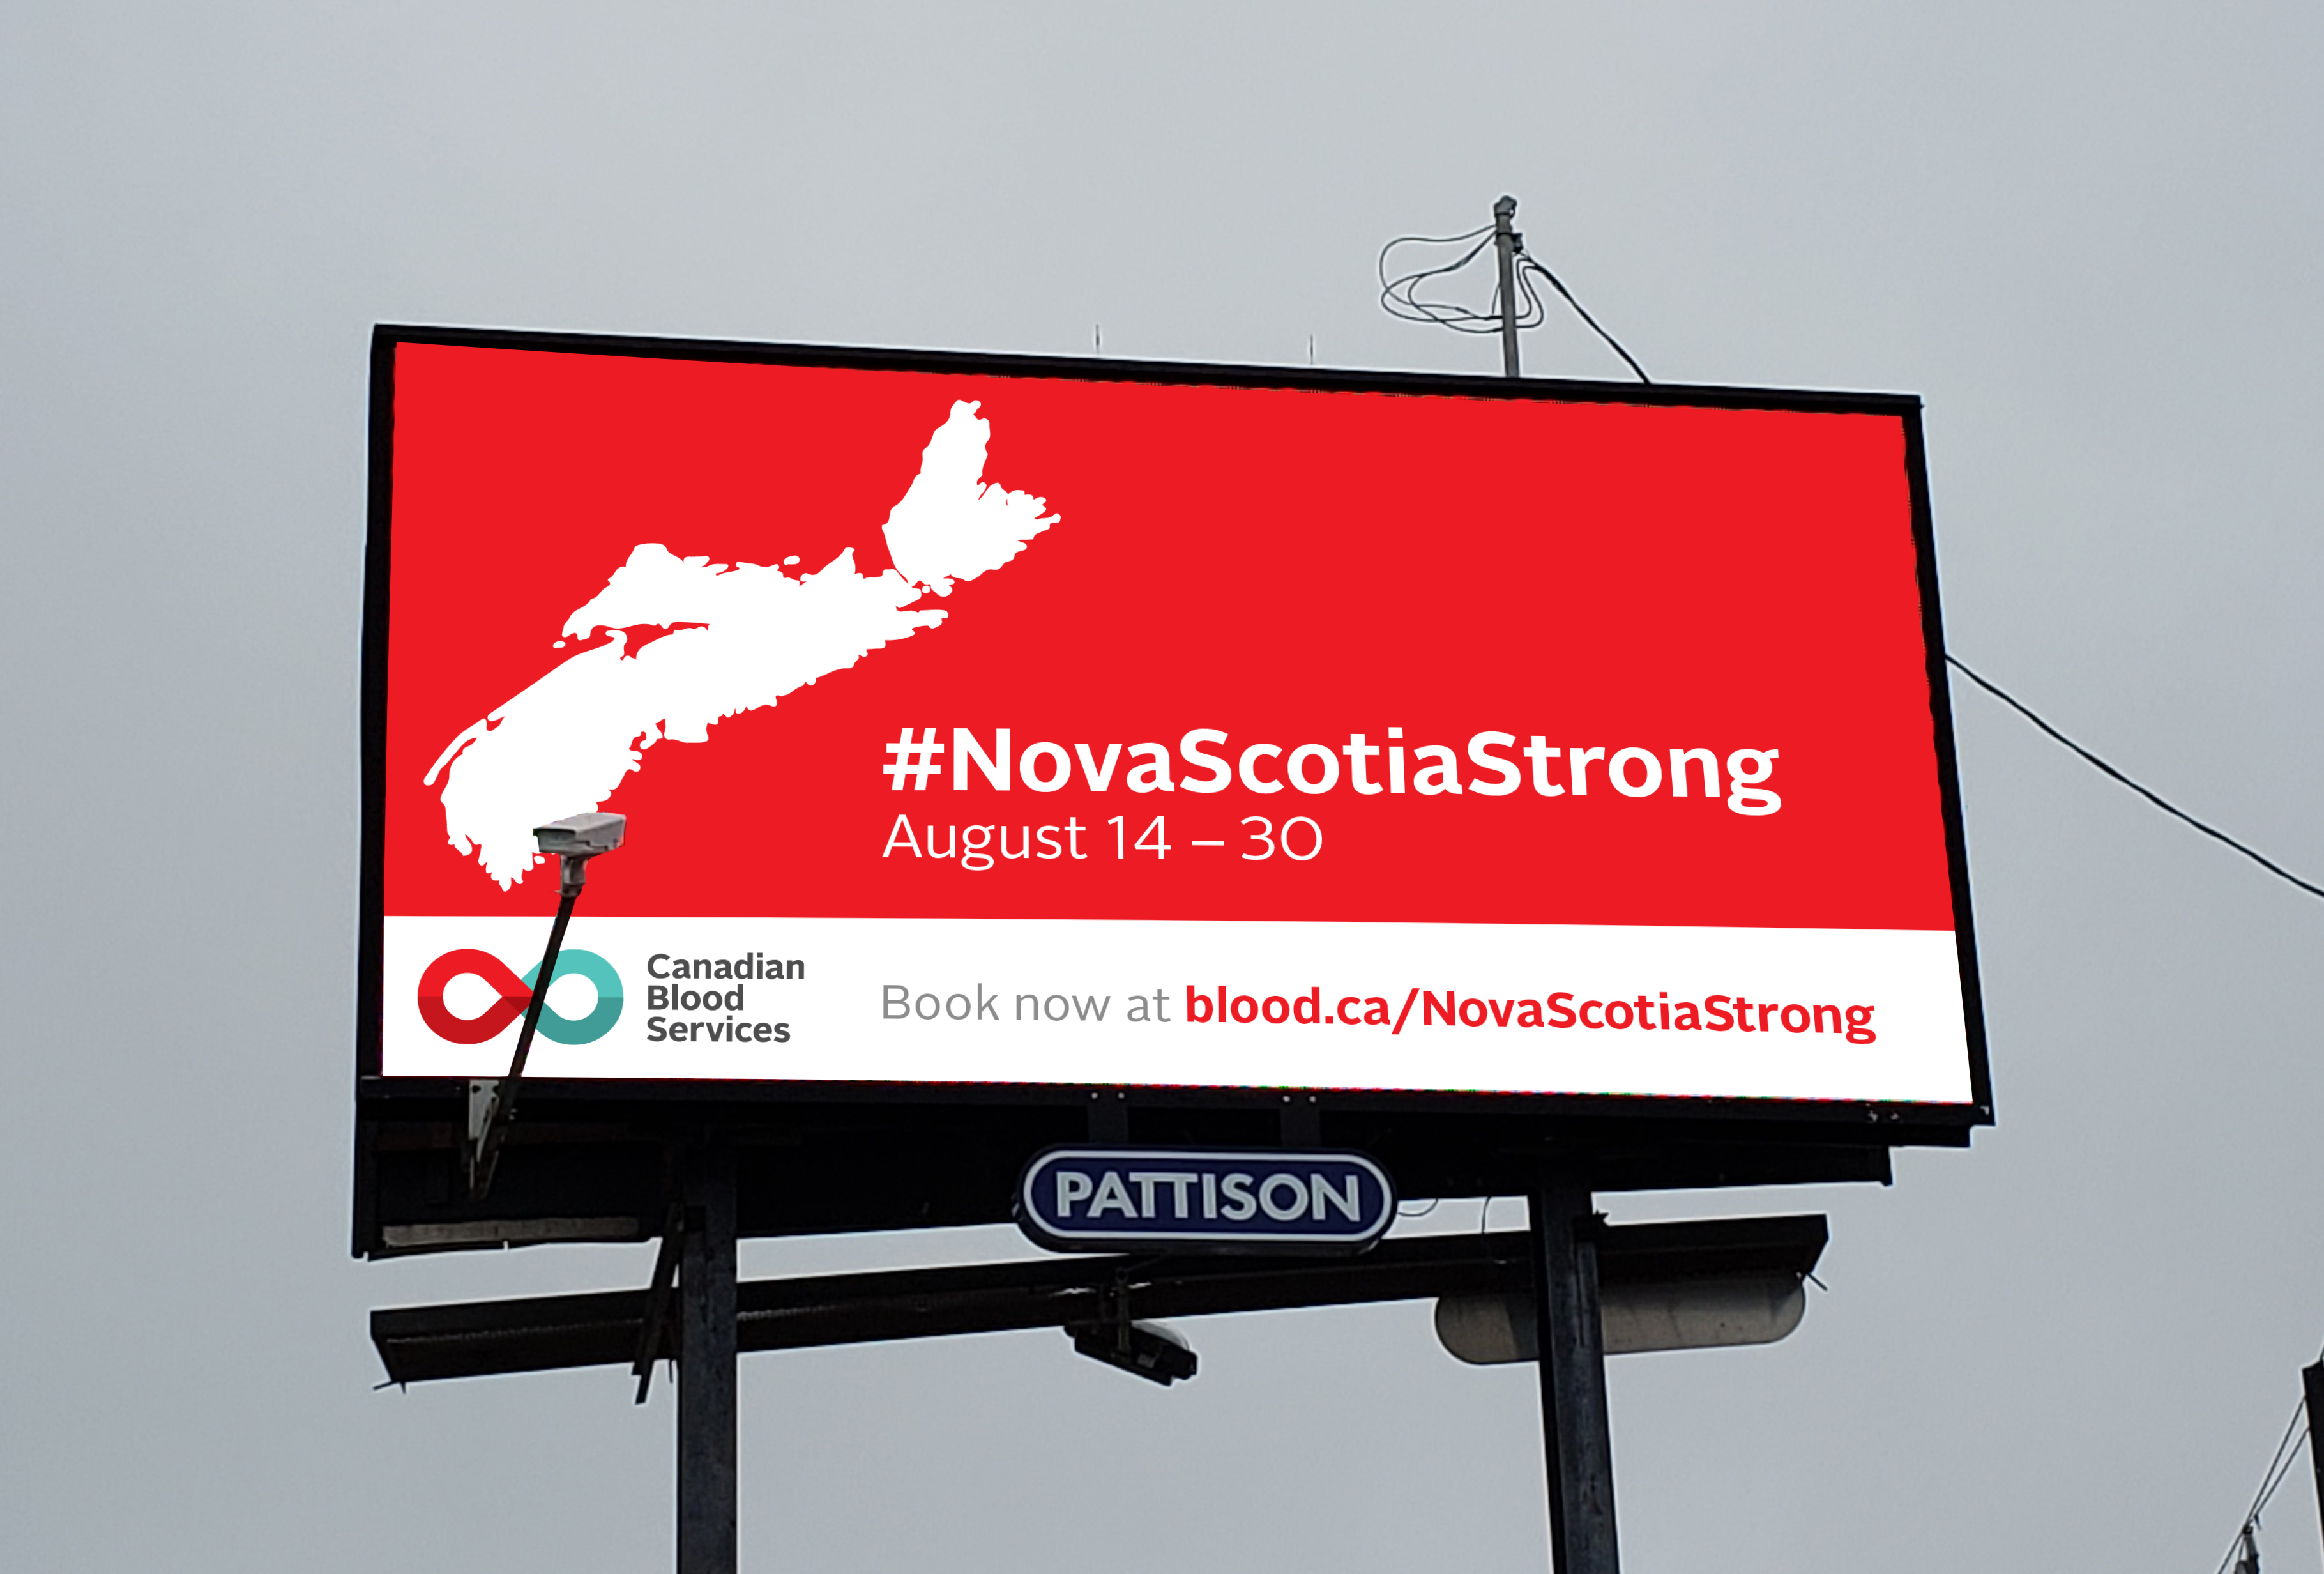 #NovaScotiaStrong
August 14 – 30
Canadian
Blood
Services
Book now at blood.ca/NovaScotiaStrong
PATTISON